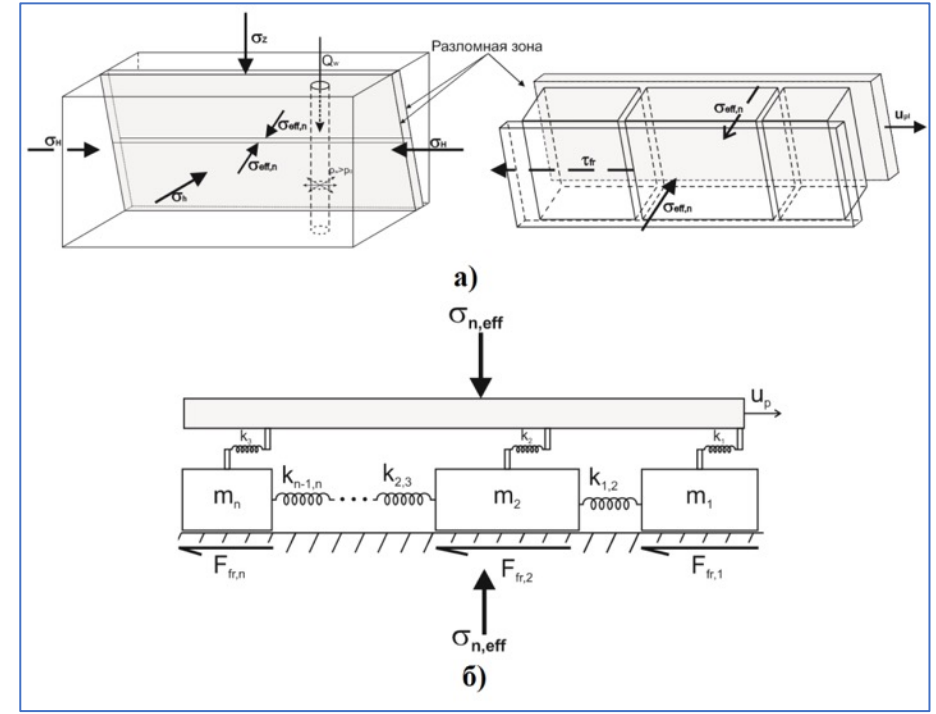 σz
Qw
Разломная зона
σH
σeff,n
σeff,n
σh
σH
σeff,n
upl
τfr
σeff,n
а)
σn,eff
up
k3
k2
k1
mn
kn-1,n
k2,3
m2
k1,2
m1
Ffr,n
Ffr,2
Ffr,1
σn,eff
б)